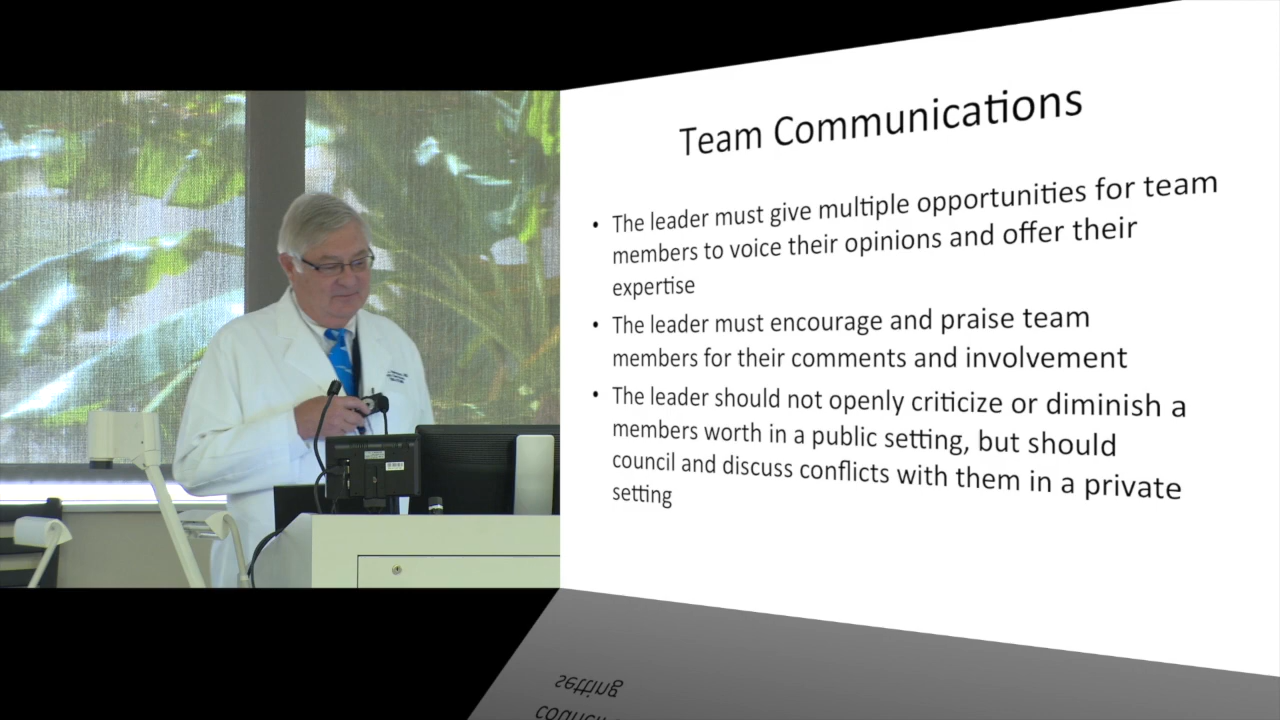 Team Communications
• The leader must give multiple opportunities for team
members to voice their opinions and offer their
expertise
• The leader must encourage and praise team
members for their comments and involvement
• The leader should not openly criticize or diminish a
members worth in a public setting, but should
council and discuss conflicts with them in a private
setting
setting